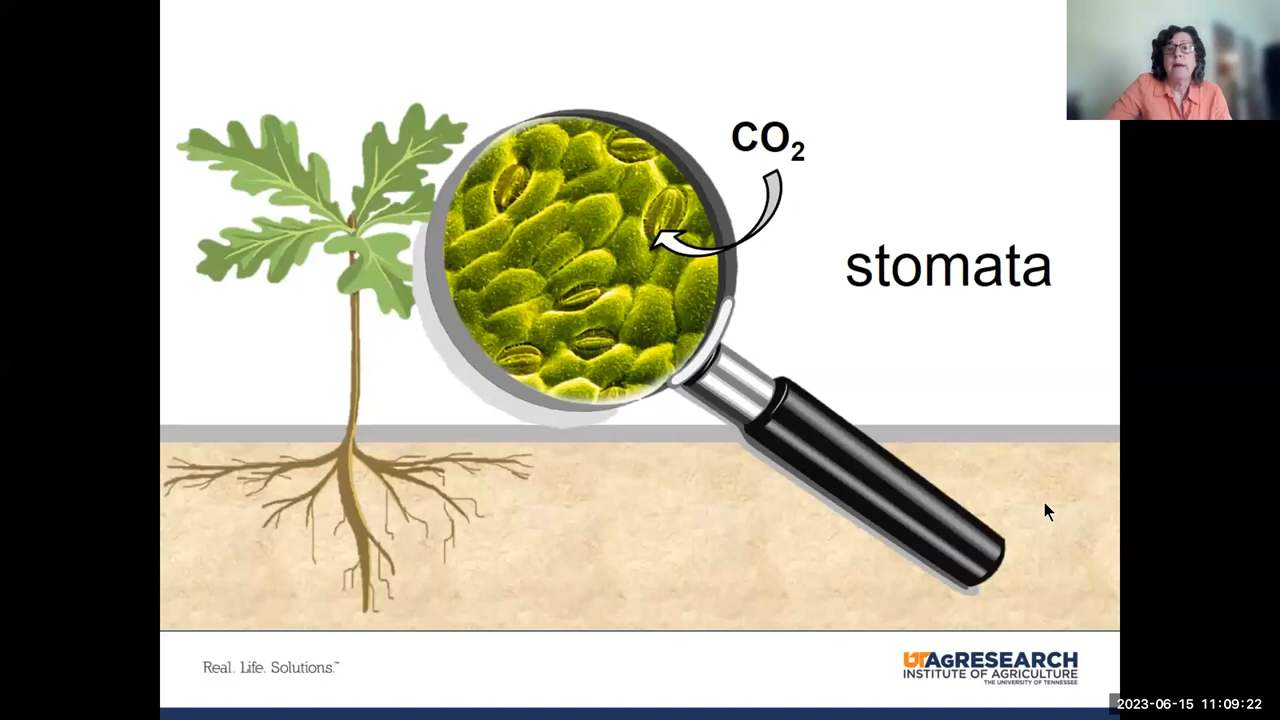 CO₂
stomata
Real. Life. Solutions.™
UTAGRESEARCH
INSTITUTE OF AGRICULTURE
THE UNIVERSITY OF TENNESSEE
2023-06-15 11:09:22